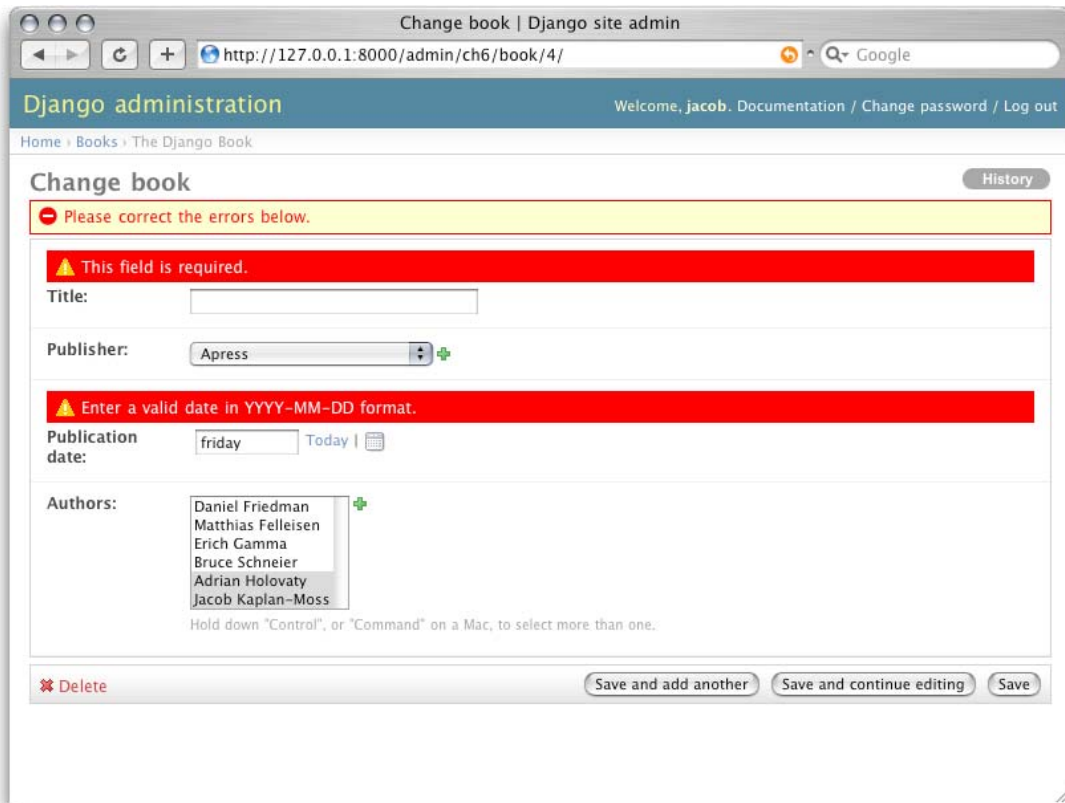 Change book | Django site admin
http://127.0.0.1:8000/admin/ch6/book/4/
Google
Django administration
Welcome, jacob. Documentation / Change password / Log out
Home › Books › The Django Book
Change book
History
Please correct the errors below.
This field is required.
Title:
Publisher:
Apress
Enter a valid date in YYYY-MM-DD format.
Publication
date:
friday
Today |
Authors:
Daniel Friedman
Matthias Felleisen
Erich Gamma
Bruce Schneier
Adrian Holovaty
Jacob Kaplan-Moss
Hold down "Control", or "Command" on a Mac, to select more than one.
Delete
Save and add another
Save and continue editing
Save